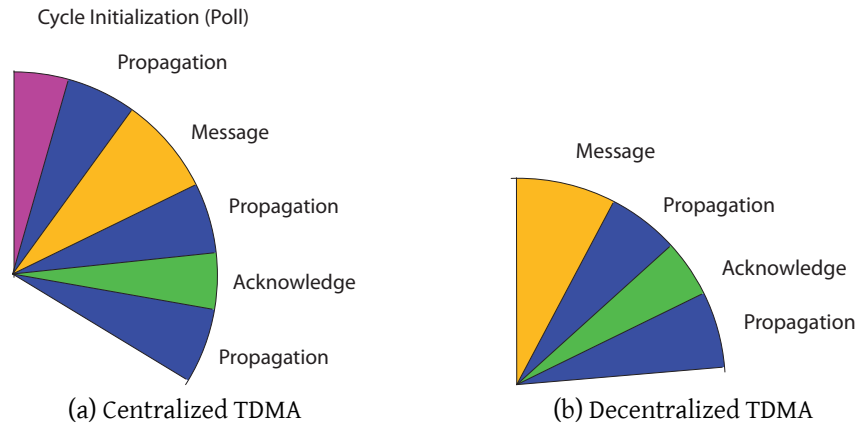 Cycle Initialization (Poll)
Propagation
Message
Propagation
Acknowledge
Propagation
(a) Centralized TDMA
Message
Propagation
Acknowledge
Propagation
(b) Decentralized TDMA